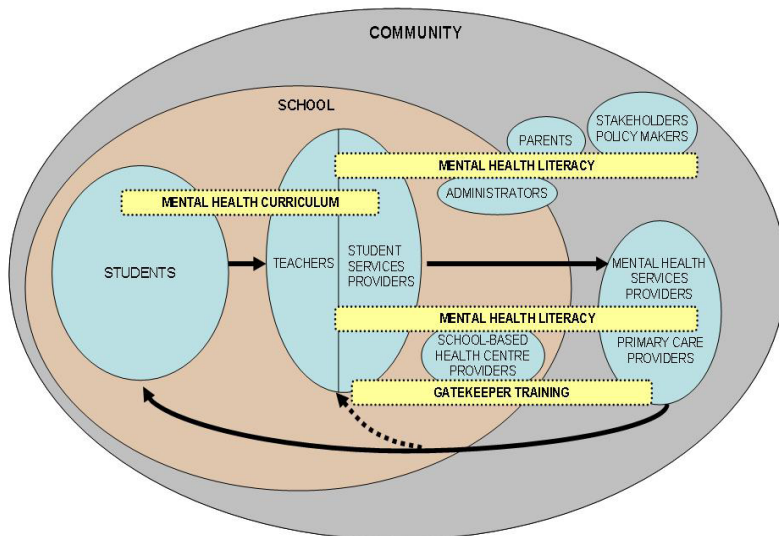 COMMUNITY
SCHOOL
PARENTS
STAKEHOLDERS
POLICY MAKERS
MENTAL HEALTH LITERACY
ADMINISTRATORS
MENTAL HEALTH CURRICULUM
STUDENTS
TEACHERS
STUDENT
SERVICES
PROVIDERS
MENTAL HEALTH
SERVICES
PROVIDERS
MENTAL HEALTH LITERACY
SCHOOL-BASED
HEALTH CENTRE
PROVIDERS
PRIMARY CARE
PROVIDERS
GATEKEEPER TRAINING